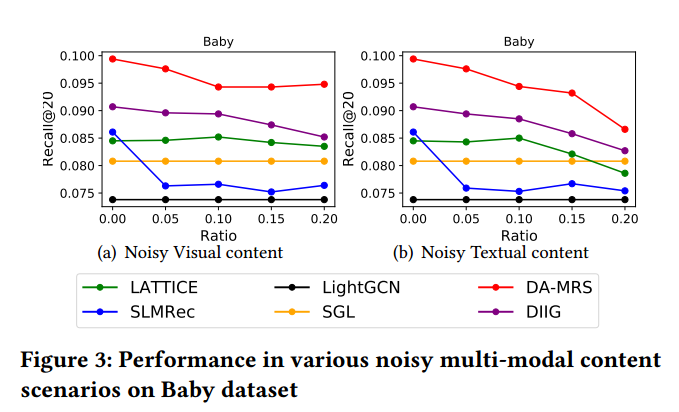 Baby
Recall@20
0.100
0.095
0.090
0.085
0.080
0.075
0.00 0.05 0.10 0.15 0.20
Ratio
(a) Noisy Visual content
Baby
Recall@20
0.100
0.095
0.090
0.085
0.080
0.075
0.00 0.05 0.10 0.15 0.20
Ratio
(b) Noisy Textual content
LATTICE LightGCN DA-MRS
SLMRec SGL DIIG
Figure 3: Performance in various noisy multi-modal content
scenarios on Baby dataset